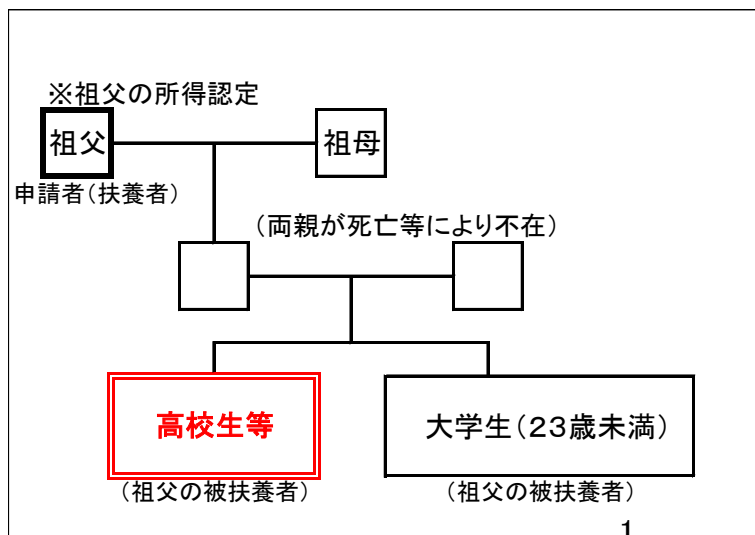 ※祖父の所得認定
祖父
祖母
申請者(扶養者)
(両親が死亡等により不在)
高校生等
大学生(23歳未満)
(祖父の被扶養者)
(祖父の被扶養者)
1